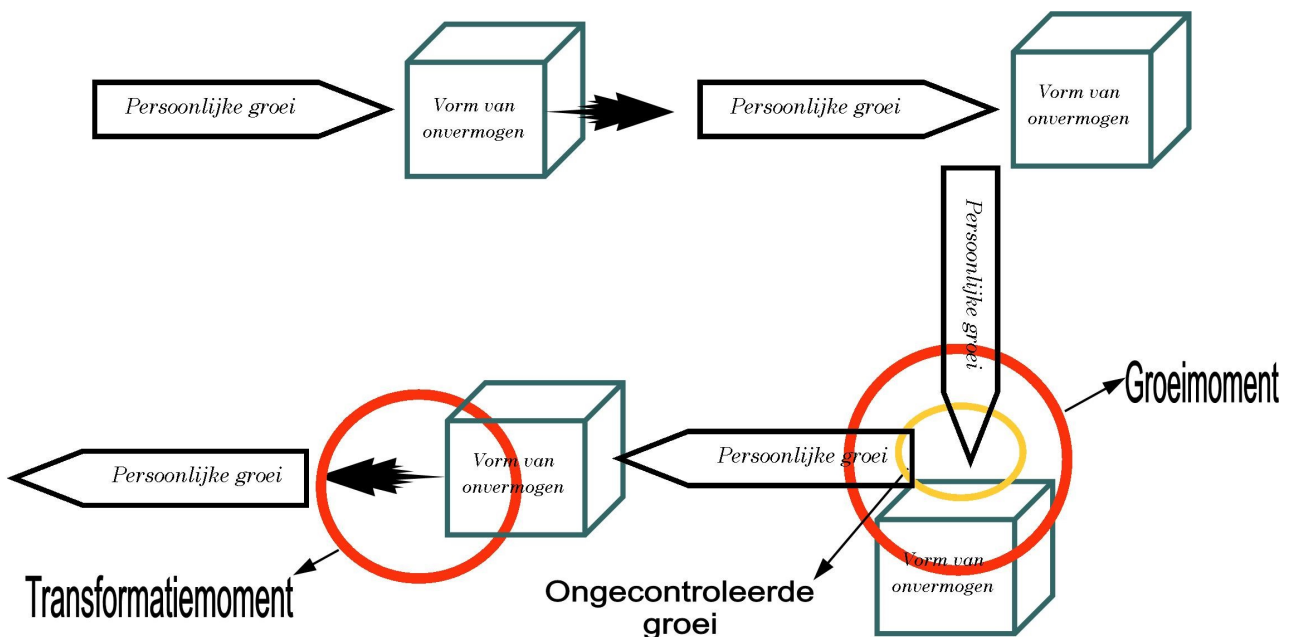 Persoonlijke groei
Vorm van
onvermogen
Persoonlijke groei
Vorm van
onvermogen
Persoonlijke groei
Groeimoment
Persoonlijke groei
Vorm van
onvermogen
Persoonlijke groei
Vorm van
onvermogen
Transformatiemoment
Ongecontroleerde
groei